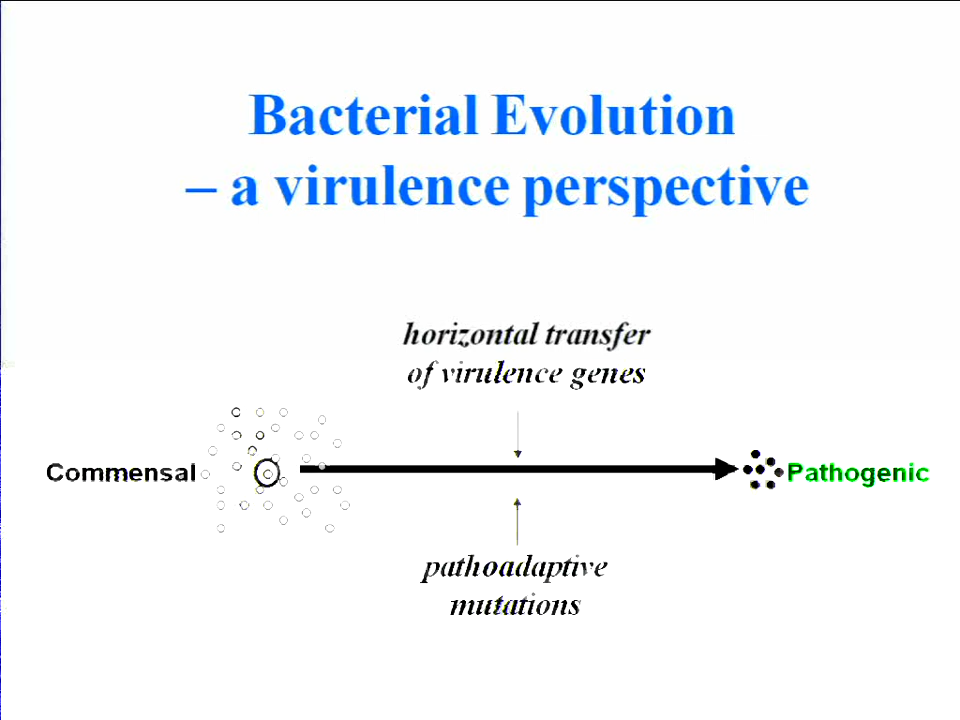 Bacterial Evolution
– a virulence perspective
horizontal transfer
of virulence genes
Commensal
Pathogenic
pathoadaptive
mutations